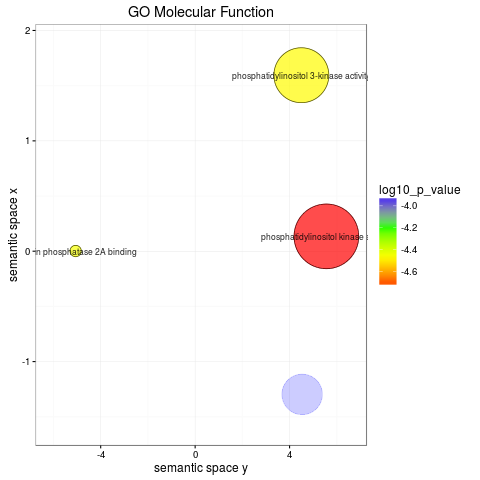 GO Molecular Function
2
phosphatidylinositol 3-kinase activit
1
semantic space x
phosphatidylinositol kinase
0
n phosphatase 2A binding
-1
-4
0
4
semantic space y
log10_p_value
-4.0
-4.2
-4.4
-4.6